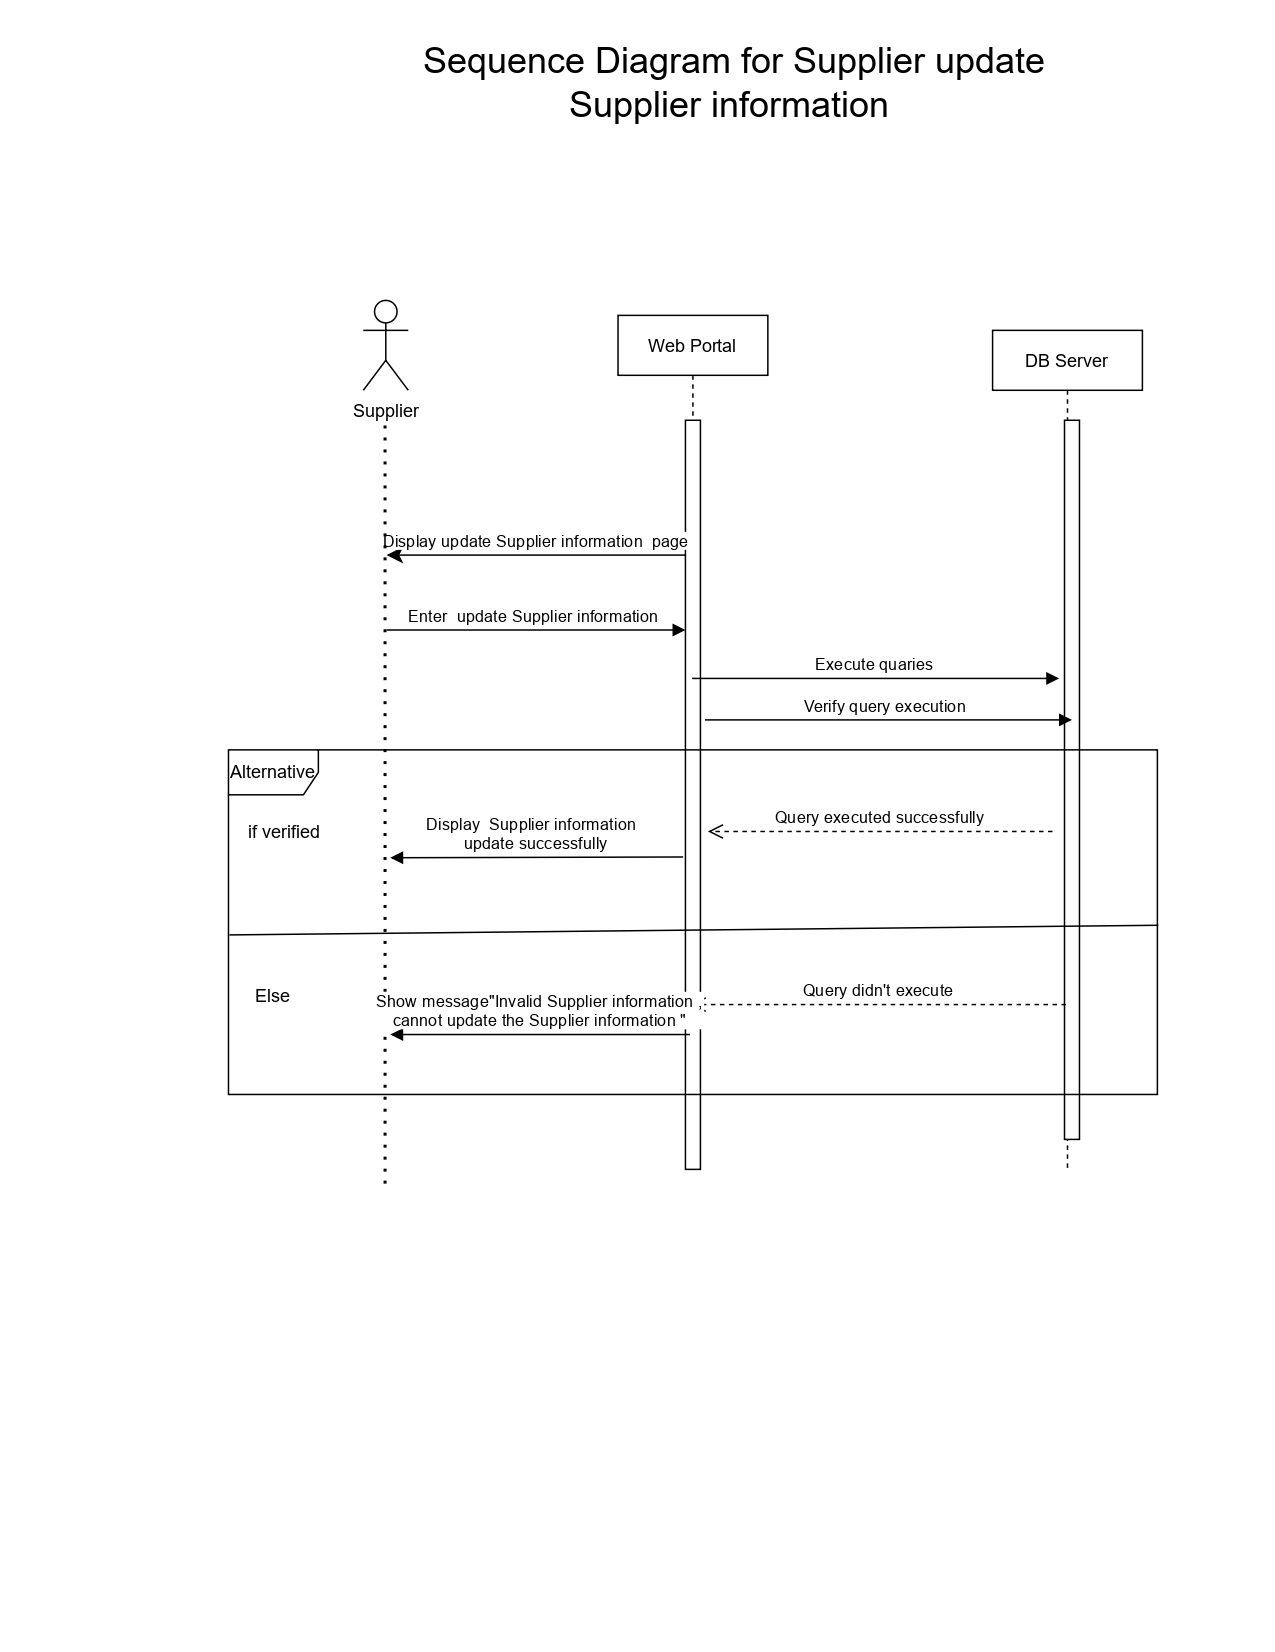 Sequence Diagram for Supplier update
Supplier information
Web Portal
DB Server
Supplier
Display update Supplier information  page
Enter  update Supplier information
Execute quaries
Verify query execution
Alternative
if verified
Display  Supplier information
update successfully
Query executed successfully
Else
Show message"Invalid Supplier information ,
cannot update the Supplier information "
Query didn't execute